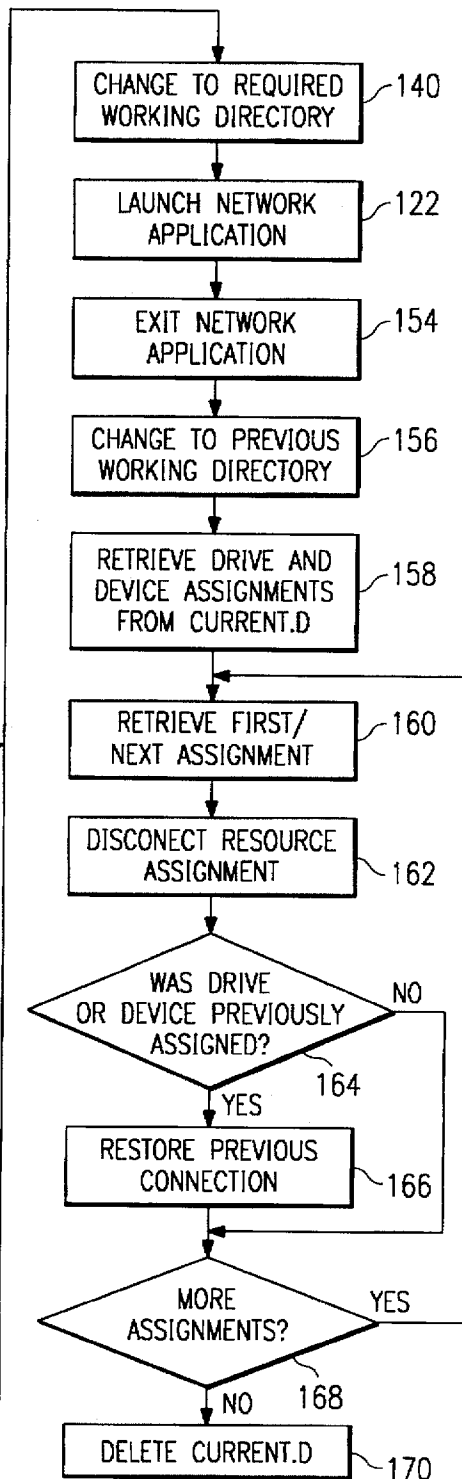 CHANGE TO REQUIRED
WORKING DIRECTORY
140
LAUNCH NETWORK
APPLICATION
122
EXIT NETWORK
APPLICATION
154
CHANGE TO PREVIOUS
WORKING DIRECTORY
156
RETRIEVE DRIVE AND
DEVICE ASSIGNMENTS
FROM CURRENT.D
158
RETRIEVE FIRST/
NEXT ASSIGNMENT
160
DISCONECT RESOURCE
ASSIGNMENT
162
WAS DRIVE
OR DEVICE PREVIOUSLY
ASSIGNED?
NO
164
YES
RESTORE PREVIOUS
CONNECTION
166
MORE
ASSIGNMENTS?
YES
168
NO
DELETE CURRENT.D
170